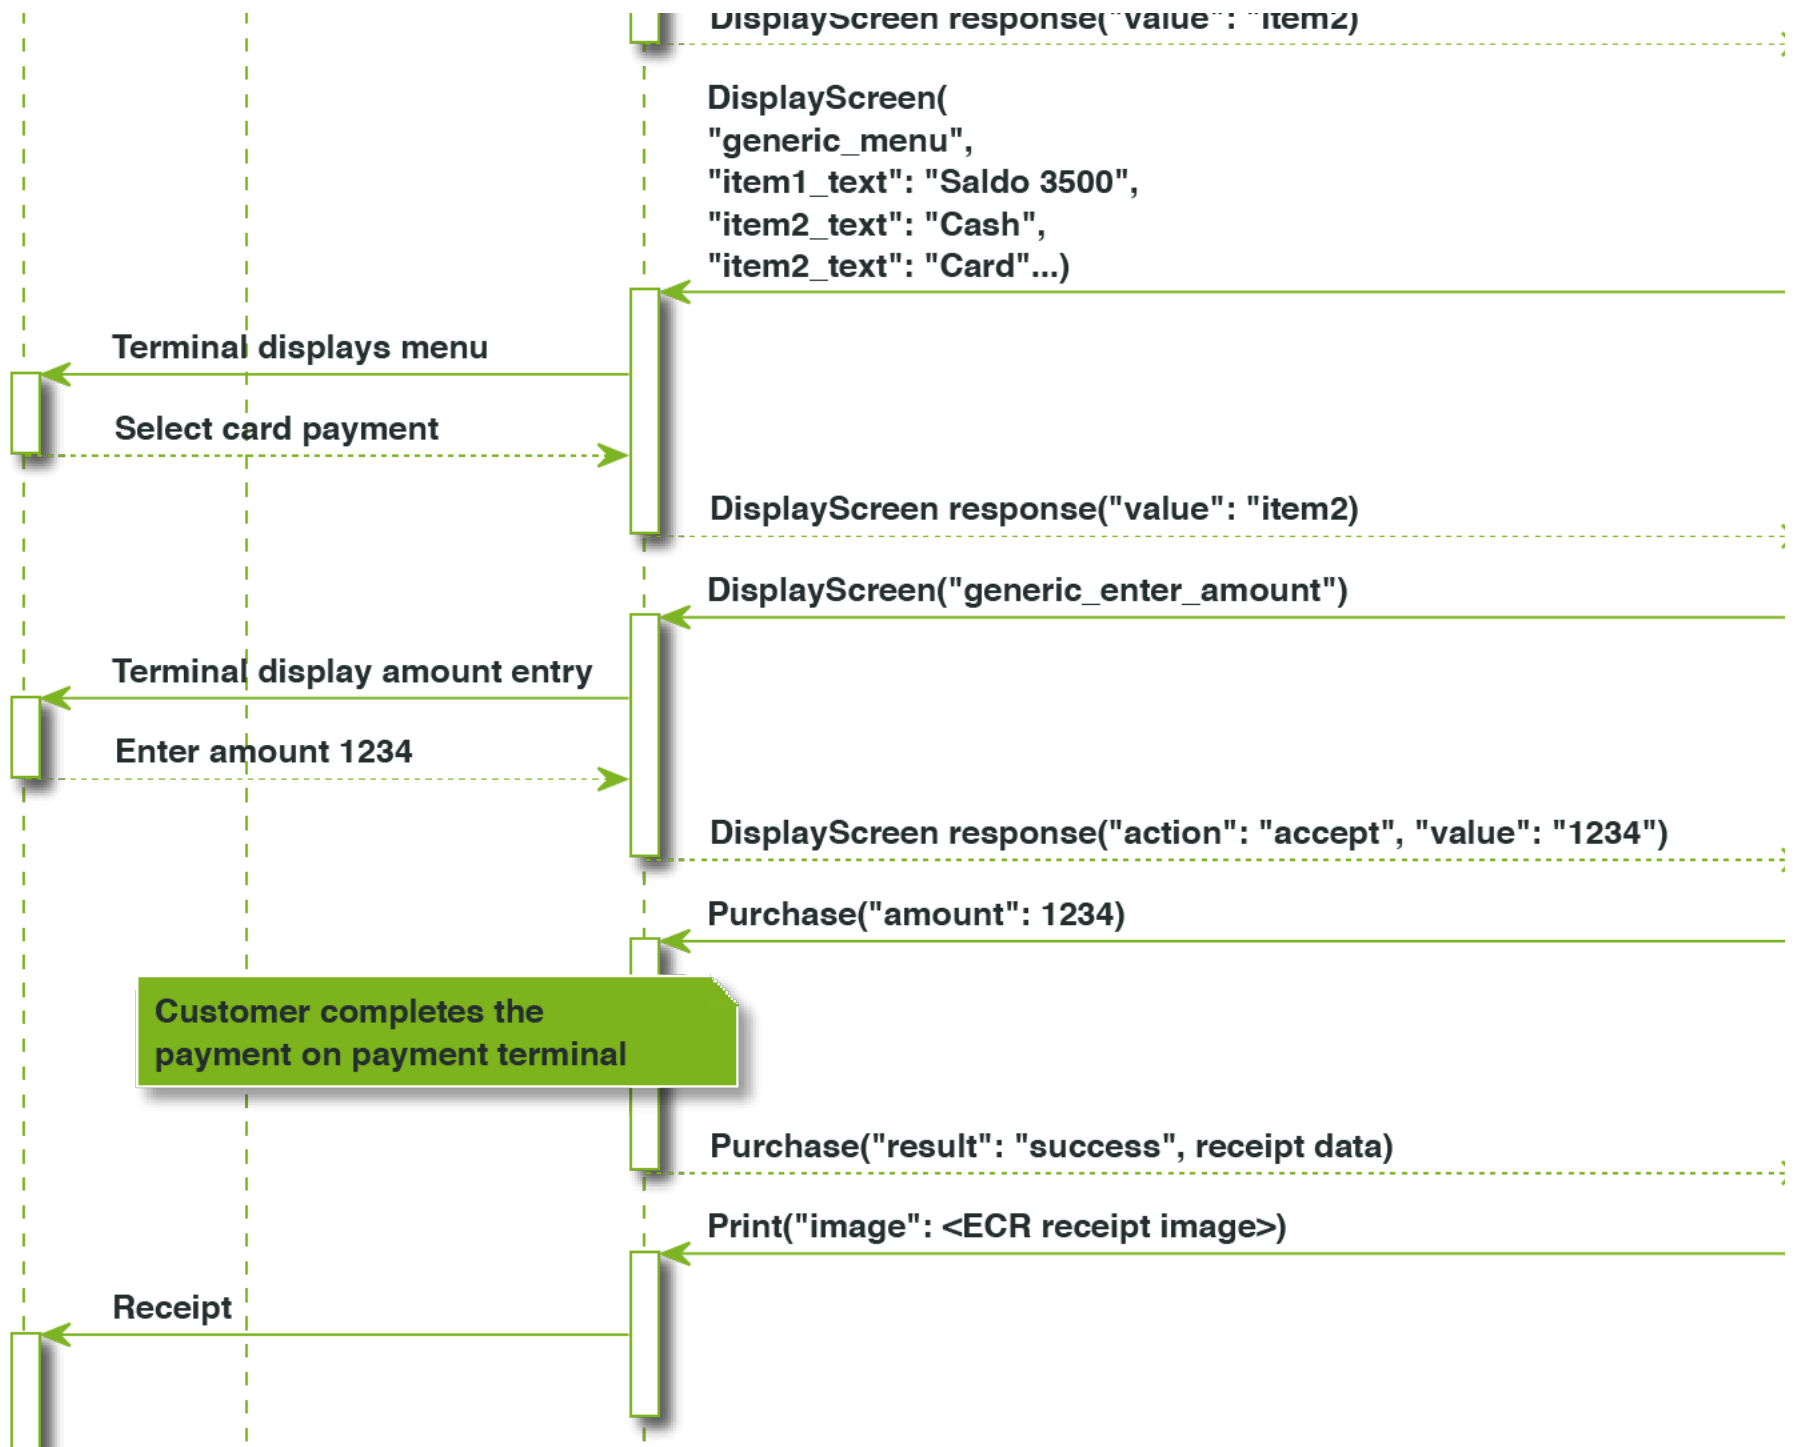 DisplayScreen response("value": "item2)
DisplayScreen(
"generic_menu",
"item1_text": "Saldo 3500",
"item2_text": "Cash",
"item2_text": "Card"...)
Terminal displays menu
Select card payment
DisplayScreen response("value": "item2)
DisplayScreen("generic_enter_amount")
Terminal display amount entry
Enter amount 1234
DisplayScreen response("action": "accept", "value": "1234")
Purchase("amount": 1234)
Customer completes the
payment on payment terminal
Purchase("result": "success", receipt data)
Print("image": <ECR receipt image>)
Receipt